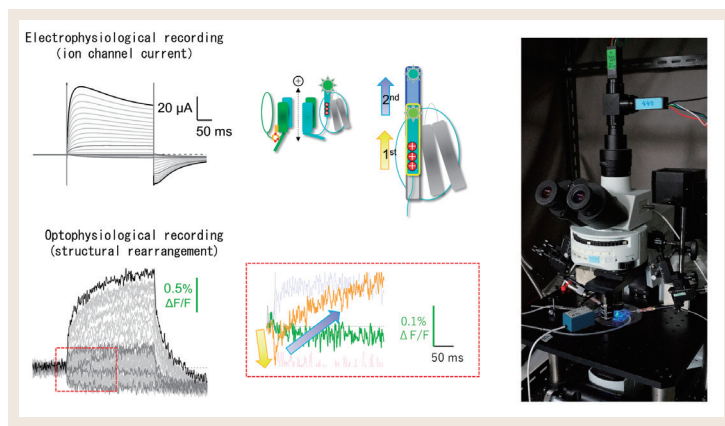 Electrophysiological recording
(ion channel current)
20 µA
50 ms
2nd
1st
Optophysiological recording
(structural rearrangement)
0.5%
ΔF/F
0.1%
ΔF/F
50 ms